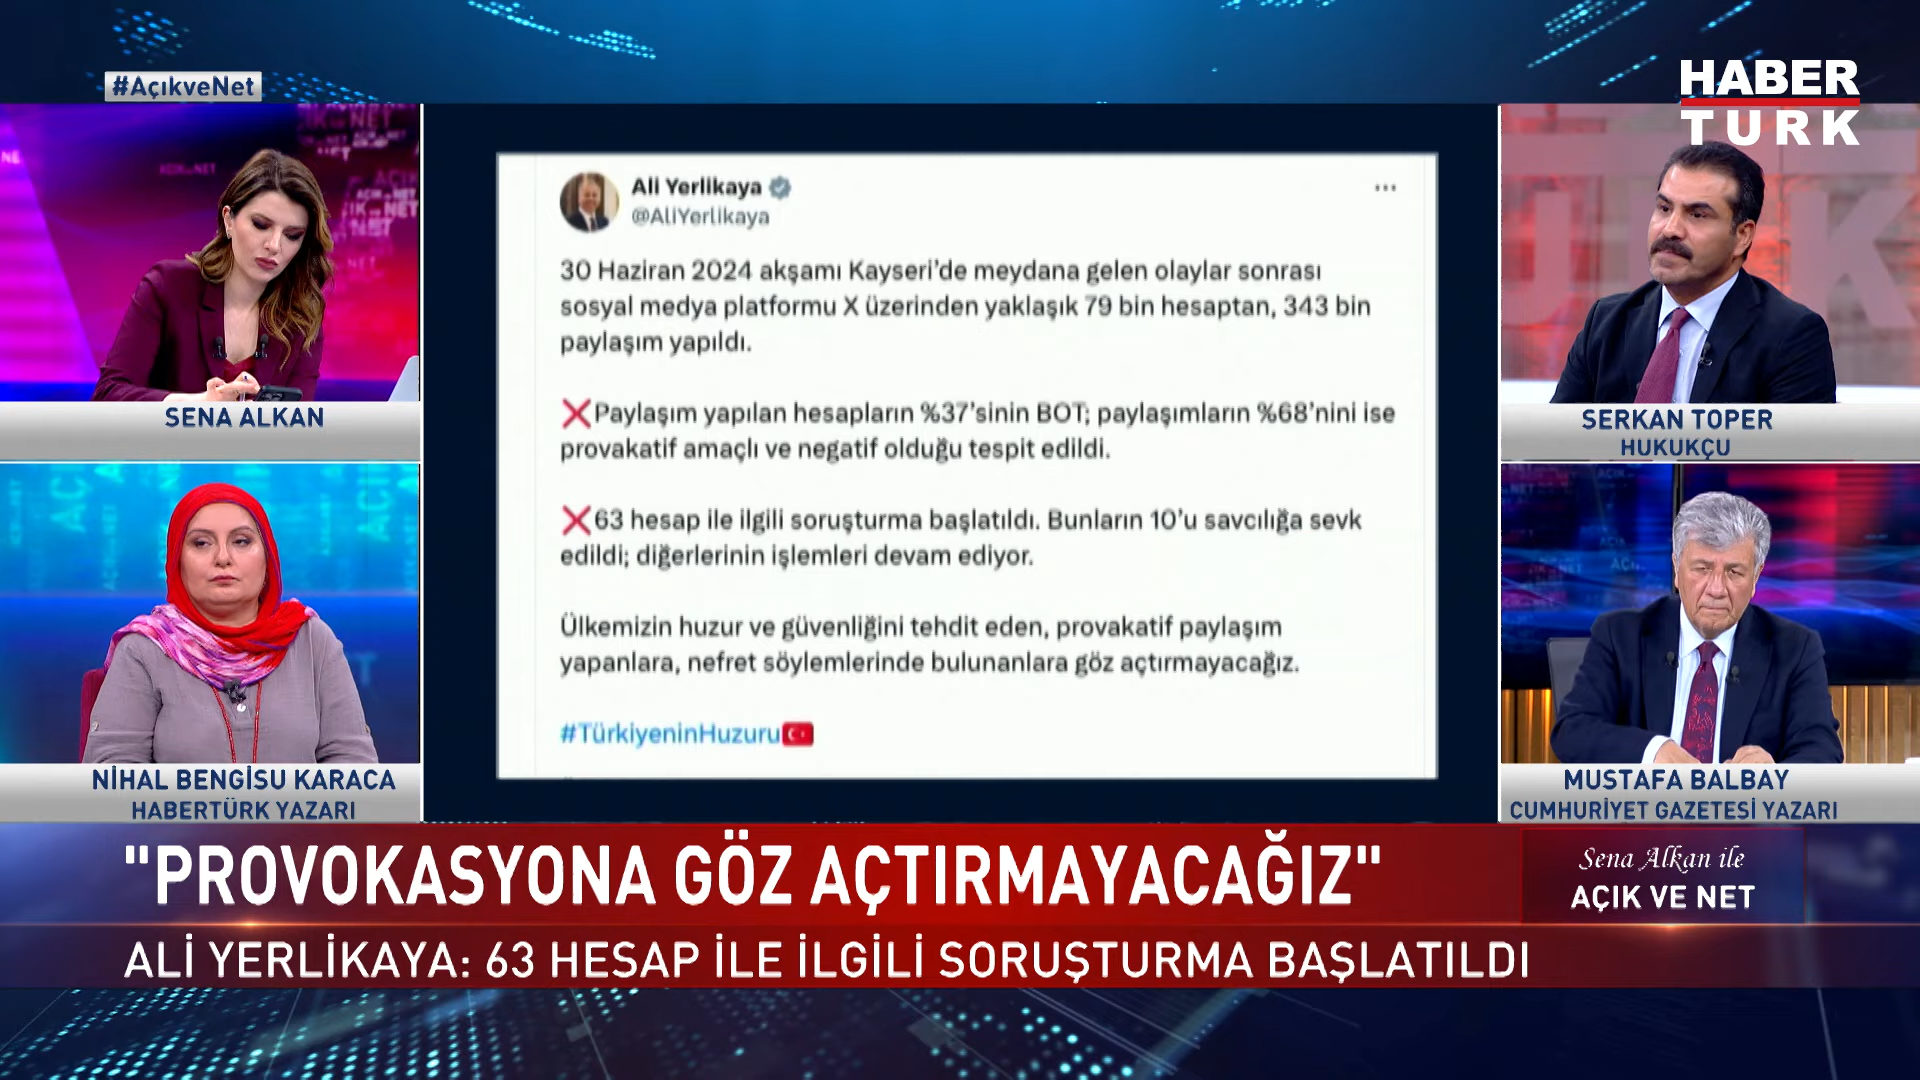 #AçıkveNet
HABER
TURK
SENA ALKAN
SERKAN TOPER
HUKUKÇU
NİHAL BENGİSU KARACA
HABERTÜRK YAZARI
MUSTAFA BALBAY
CUMHURİYET GAZETESİ YAZARI
Ali Yerlikaya
@AliYerlikaya
30 Haziran 2024 akşamı Kayseri'de meydana gelen olaylar sonrası
sosyal medya platformu X üzerinden yaklaşık 79 bin hesaptan, 343 bin
paylaşım yapıldı.
❌Paylaşım yapılan hesapların %37'sinin BOT; paylaşımların %68'nini ise
provakatif amaçlı ve negatif olduğu tespit edildi.
❌63 hesap ile ilgili soruşturma başlatıldı. Bunların 10'u savcılığa sevk
edildi; diğerlerinin işlemleri devam ediyor.
Ülkemizin huzur ve güvenliğini tehdit eden, provakatif paylaşım
yapanlara, nefret söylemlerinde bulunanlara göz açtırmayacağız.
#TürkiyeninHuzuru
"PROVOKASYONA GÖZ AÇTIRMAYACAĞIZ"
Sena Alkan ile
AÇIK VE NET
ALİ YERLİKAYA: 63 HESAP İLE İLGİLİ SORUŞTURMA BAŞLATILDI